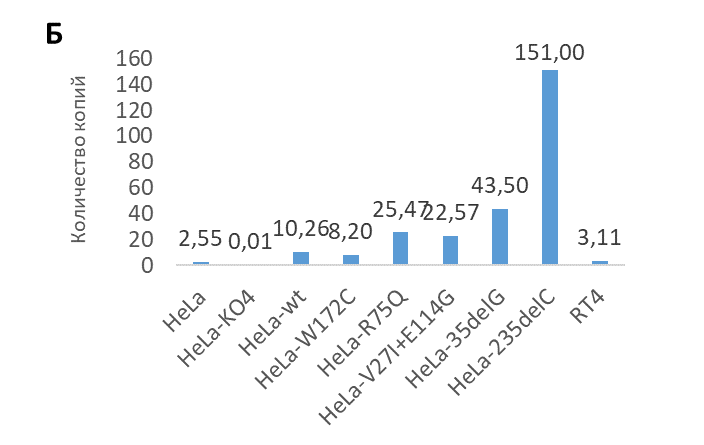 Б
Количество копий
160
140
120
100
80
60
40
20
0
2,55
0,01
10,26
8,20
25,47
22,57
43,50
151,00
3,11
HeLa
HeLa-KO4
HeLa-wt
HeLa-W172C
HeLa-R75Q
HeLa-V27I+E114G
HeLa-35delG
HeLa-235delC
RT4